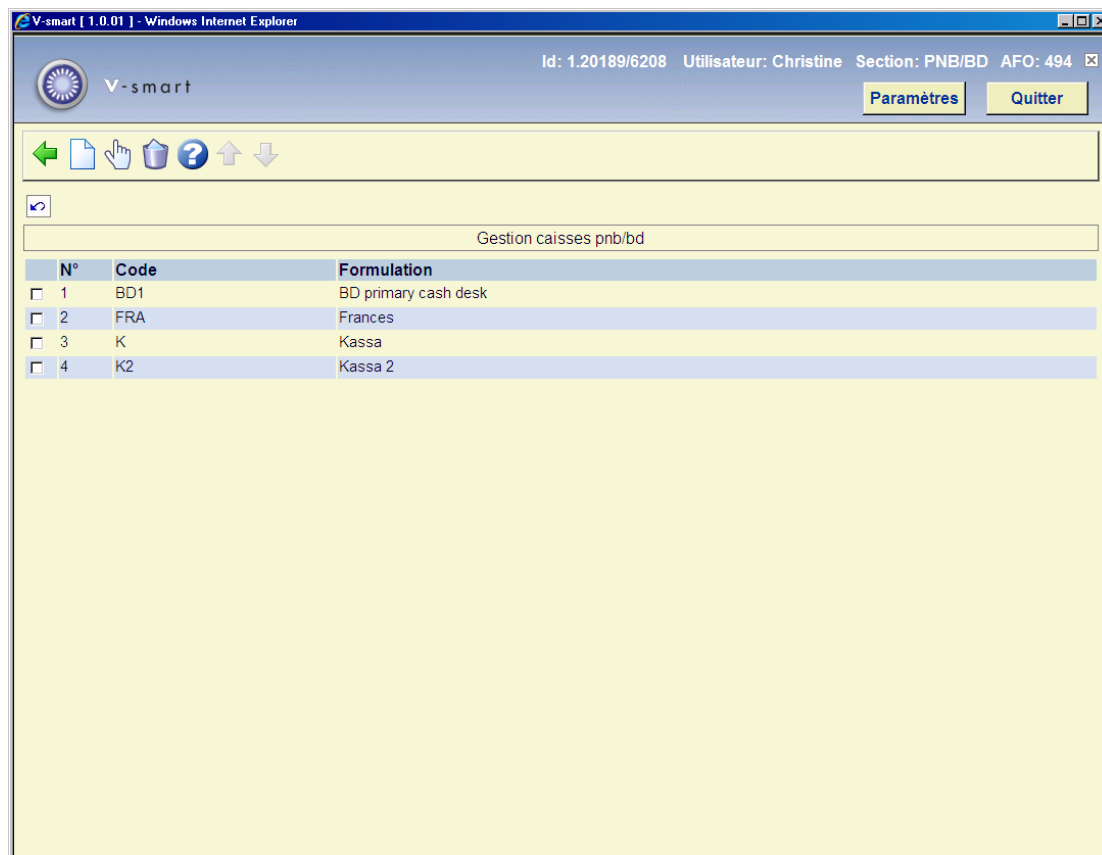 V-smart [ 1.0.01 ] - Windows Internet Explorer
Id: 1.20189/6208 Utilisateur: Christine Section: PNB/BD AFO: 494
V-smart
Paramètres Quitter
Gestion caisses pnb/bd
N° Code Formulation
1 BD1 BD primary cash desk
2 FRA Frances
3 K Kassa
4 K2 Kassa 2